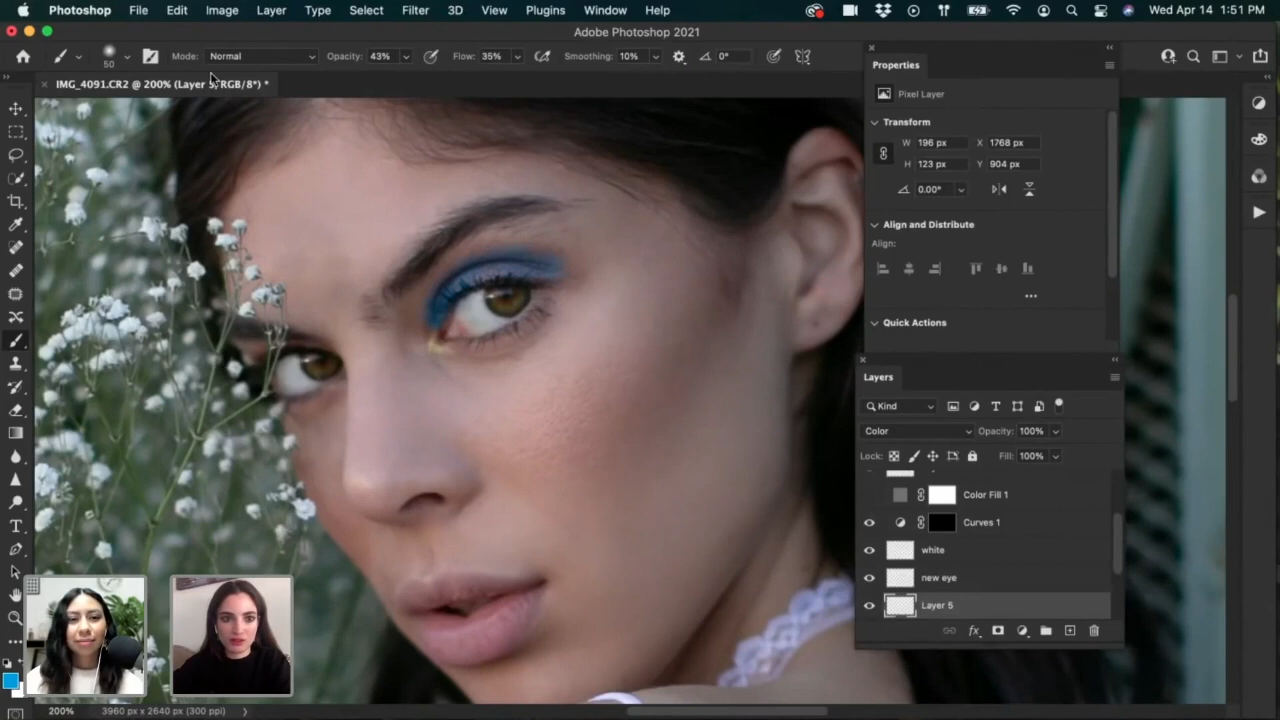 Photoshop File Edit Image Layer Type Select Filter 3D View Plugins Window Help Wed Apr 14 1:51 PM
Adobe Photoshop 2021
50 Mode: Normal Opacity: 43% Flow: 35% Smoothing: 10% 0°
IMG_4091.CR2 @ 200% (Layer 5, RGB/8*) *
Properties
Pixel Layer
Transform
W 196 px X 1768 px
H 123 px Y 904 px
0.00°
Align and Distribute
Align:
Quick Actions
Layers
Kind
Color Opacity: 100%
Lock: Fill: 100%
Color Fill 1
Curves 1
white
new eye
Layer 5
fx
200% 3960 px x 2640 px (300 ppi)